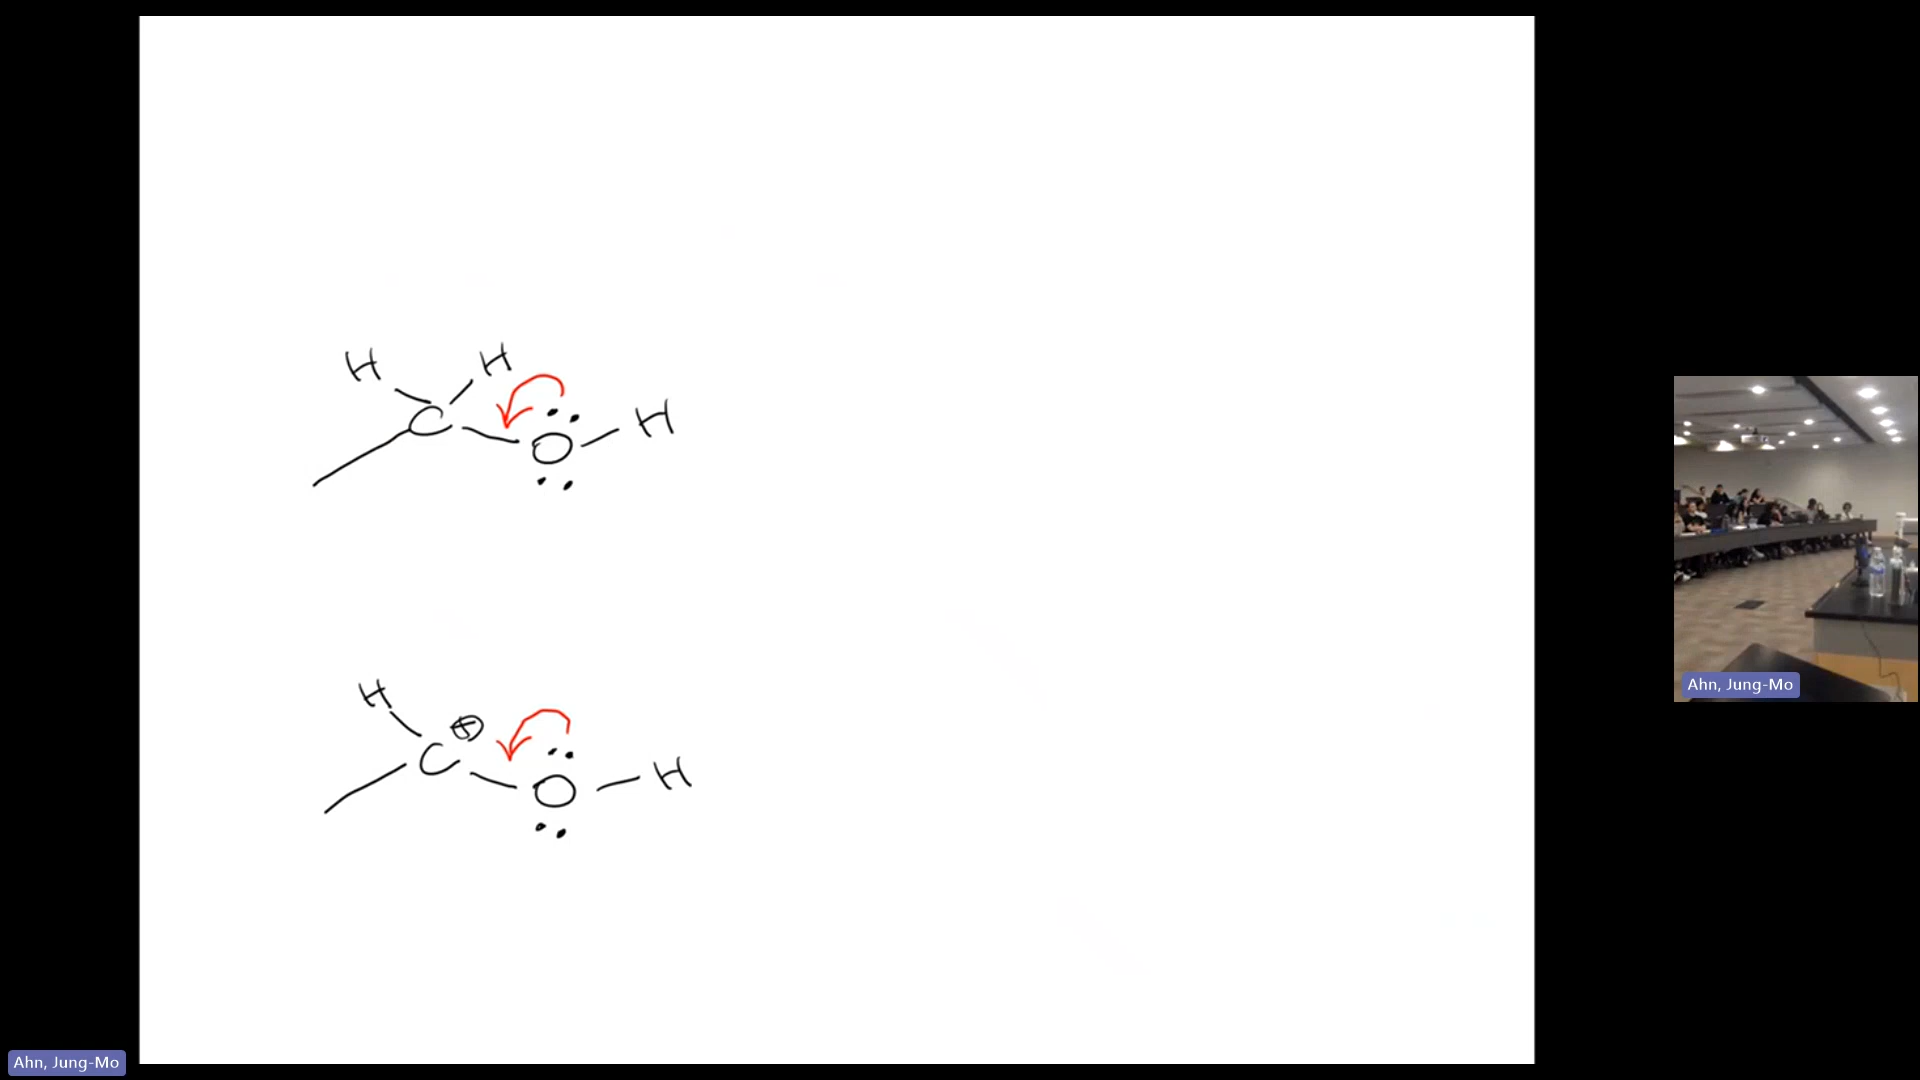 H H
C O H
H
C ⊕ O H
Ahn, Jung-Mo
Ahn, Jung-Mo